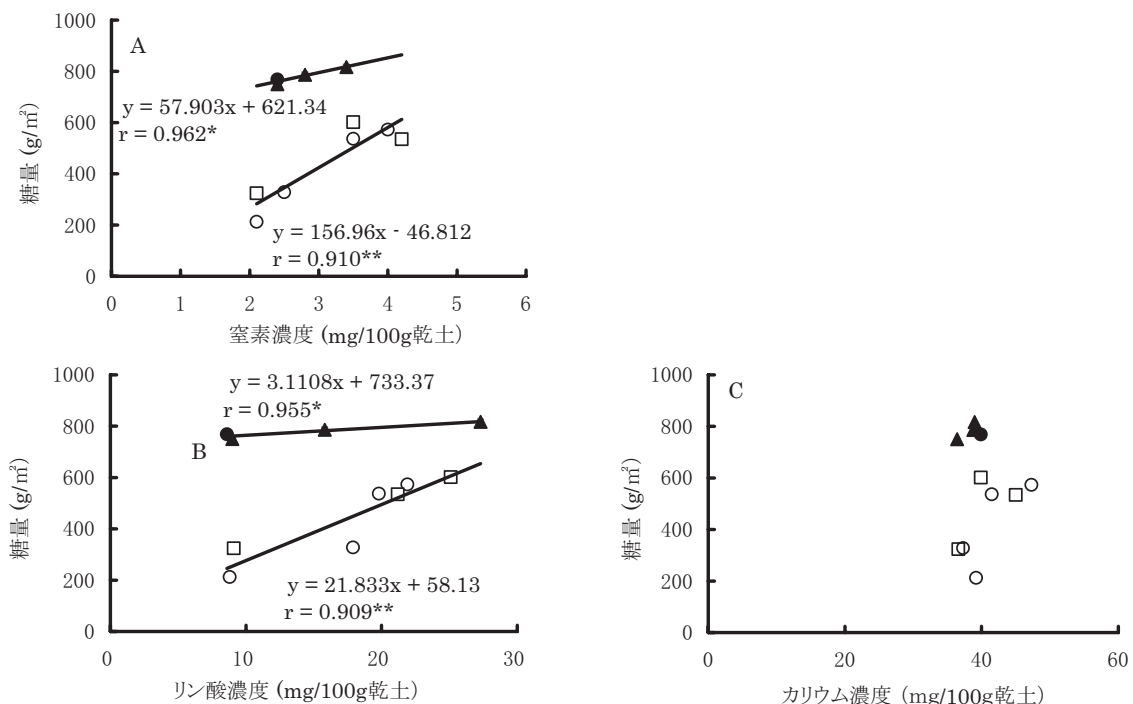 1000
800
600
400
200
0
A
y = 57.903x + 621.34
r = 0.962*
y = 156.96x - 46.812
r = 0.910**
糖量 (g/㎡)
0 1 2 3 4 5 6
窒素濃度 (mg/100g乾土)
1000
800
600
400
200
0
y = 3.1108x + 733.37
r = 0.955*
B
y = 21.833x + 58.13
r = 0.909**
糖量 (g/㎡)
0 10 20 30
リン酸濃度 (mg/100g乾土)
1000
800
600
400
200
0
C
糖量 (g/㎡)
0 20 40 60
カリウム濃度 (mg/100g乾土)